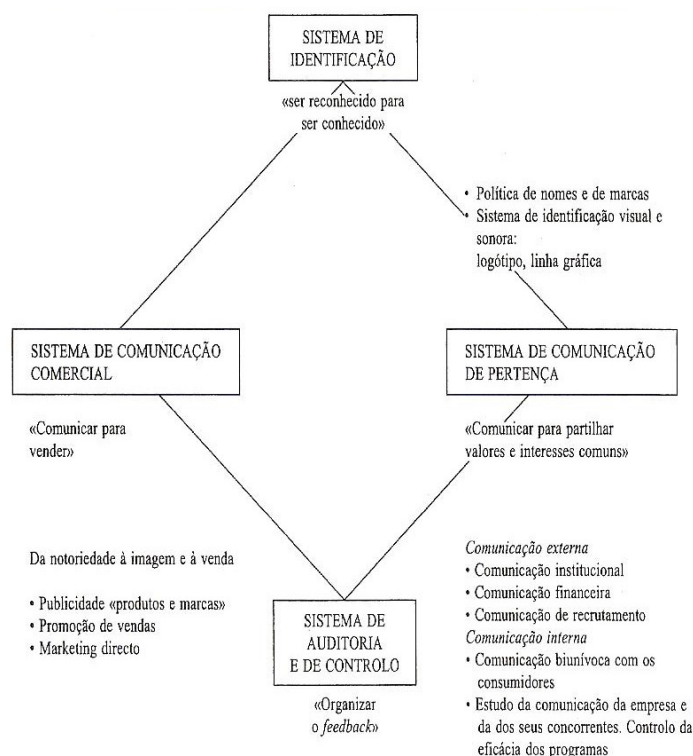 SISTEMA DE
IDENTIFICAÇÃO
«ser reconhecido para
ser conhecido»
• Política de nomes e de marcas
• Sistema de identificação visual e
sonora:
logótipo, linha gráfica
SISTEMA DE COMUNICAÇÃO
COMERCIAL
SISTEMA DE COMUNICAÇÃO
DE PERTENÇA
«Comunicar para
vender»
«Comunicar para partilhar
valores e interesses comuns»
Da notoriedade à imagem e à venda
• Publicidade «produtos e marcas»
• Promoção de vendas
• Marketing directo
Comunicação externa
• Comunicação institucional
• Comunicação financeira
• Comunicação de recrutamento
Comunicação interna
• Comunicação biunívoca com os
consumidores
• Estudo da comunicação da empresa e
da dos seus concorrentes. Controlo da
eficácia dos programas
SISTEMA DE
AUDITORIA
E DE CONTROLO
«Organizar
o feedback»